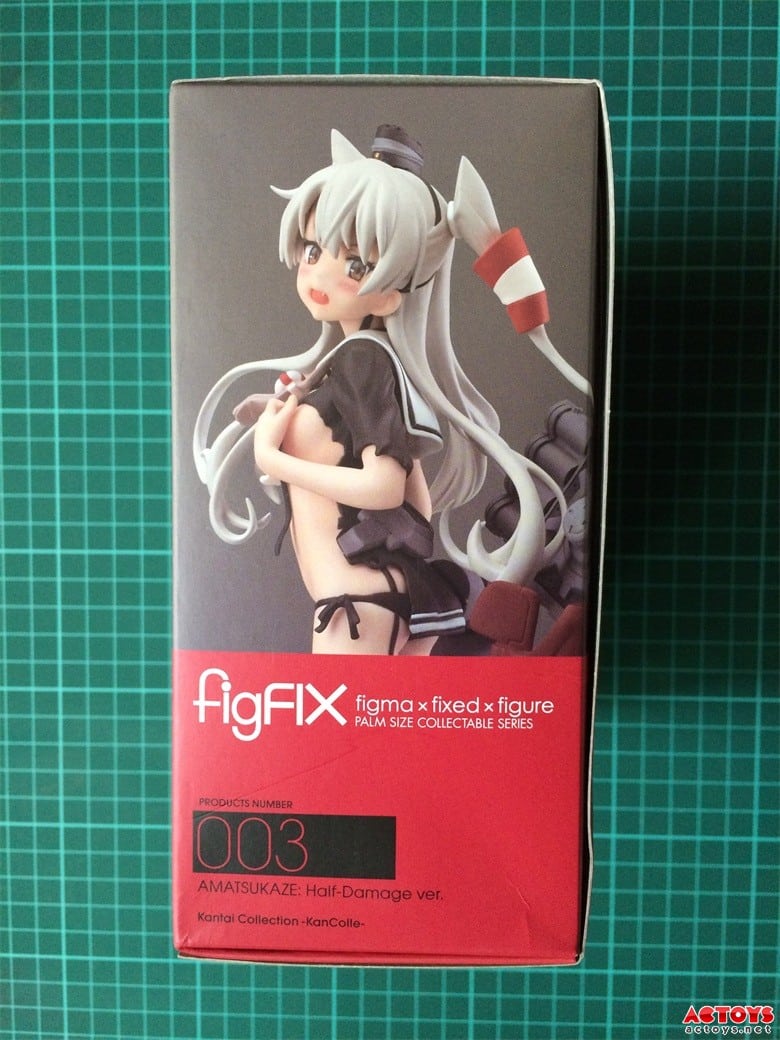 figFIX
figma×fixed×figure
PALM SIZE COLLECTABLE SERIES
PRODUCTS NUMBER
003
AMATSUKAZE: Half-Damage ver.
Kantai Collection -KanColle-
ACTOYS
actoys.net